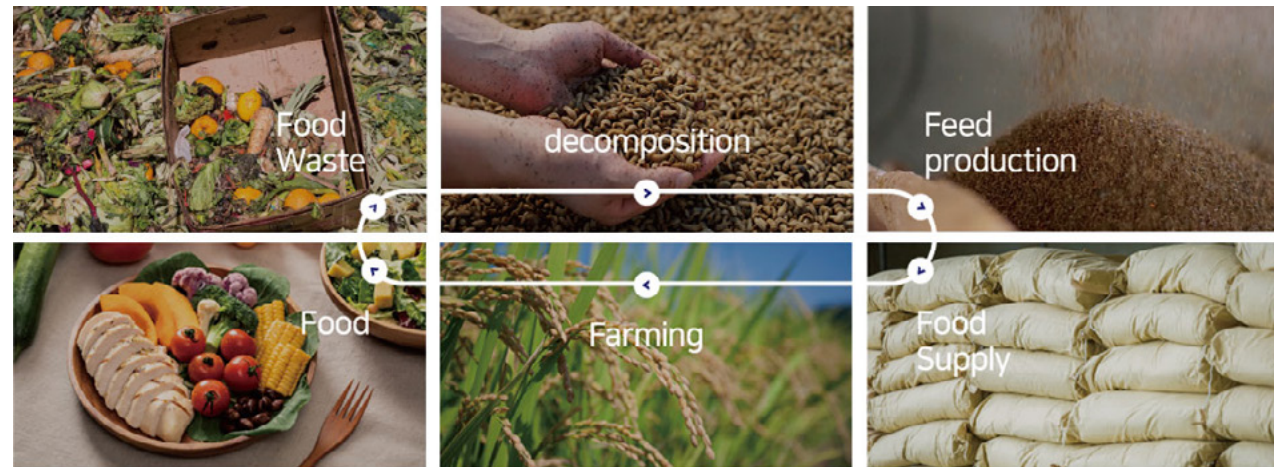 Food
Waste
decomposition
Feed
production
Food
Farming
Food
Supply